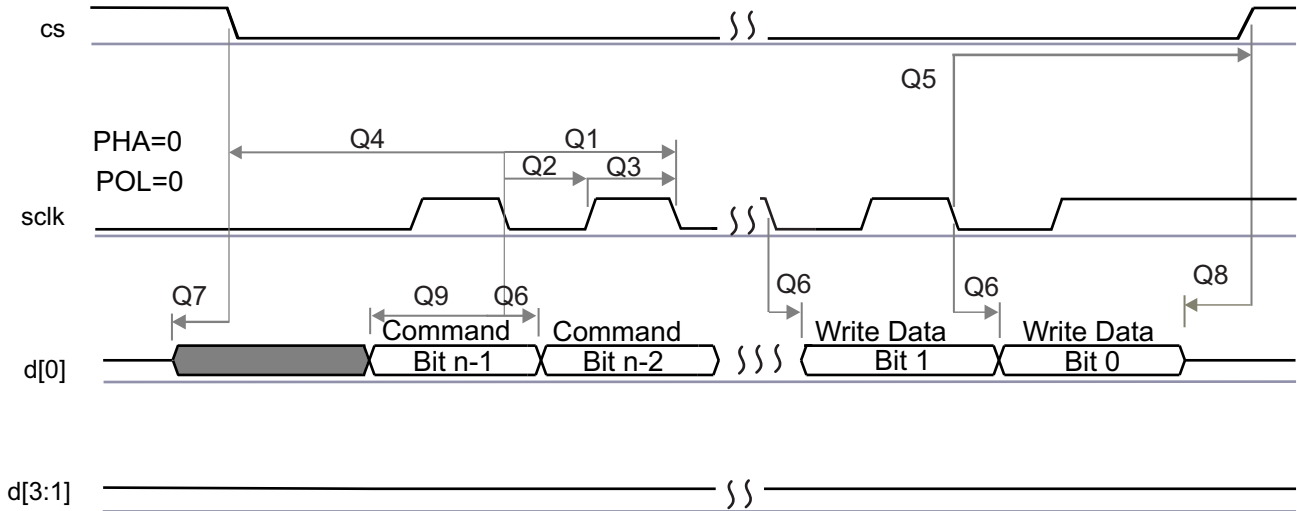 cs
Q5
PHA=0
Q4
Q1
POL=0
Q2
Q3
sclk
Q7
Q9
Q6
Q6
Q6
Q8
Command
Command
Write Data
Write Data
d[0]
Bit n-1
Bit n-2
Bit 1
Bit 0
d[3:1]